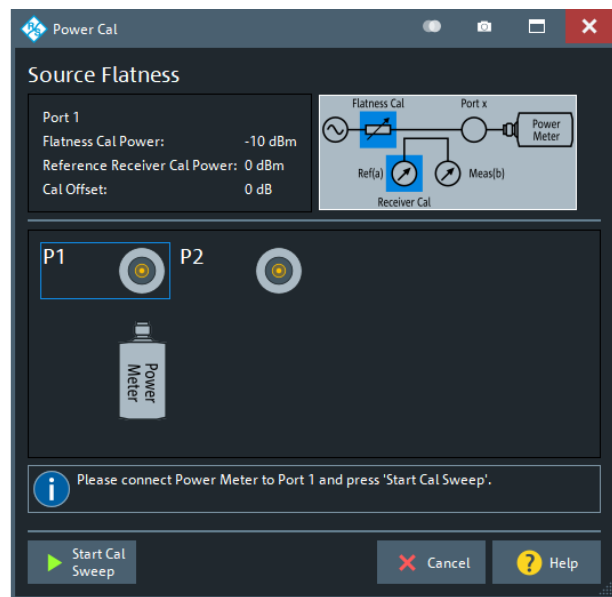 R&S
Power Cal
Source Flatness
Port 1
Flatness Cal Power: -10 dBm
Reference Receiver Cal Power: 0 dBm
Cal Offset: 0 dB
Flatness Cal
Port x
Power
Meter
Ref(a)
Meas(b)
Receiver Cal
P1
P2
Power
Meter
Please connect Power Meter to Port 1 and press 'Start Cal Sweep'.
Start Cal
Sweep
Cancel
Help